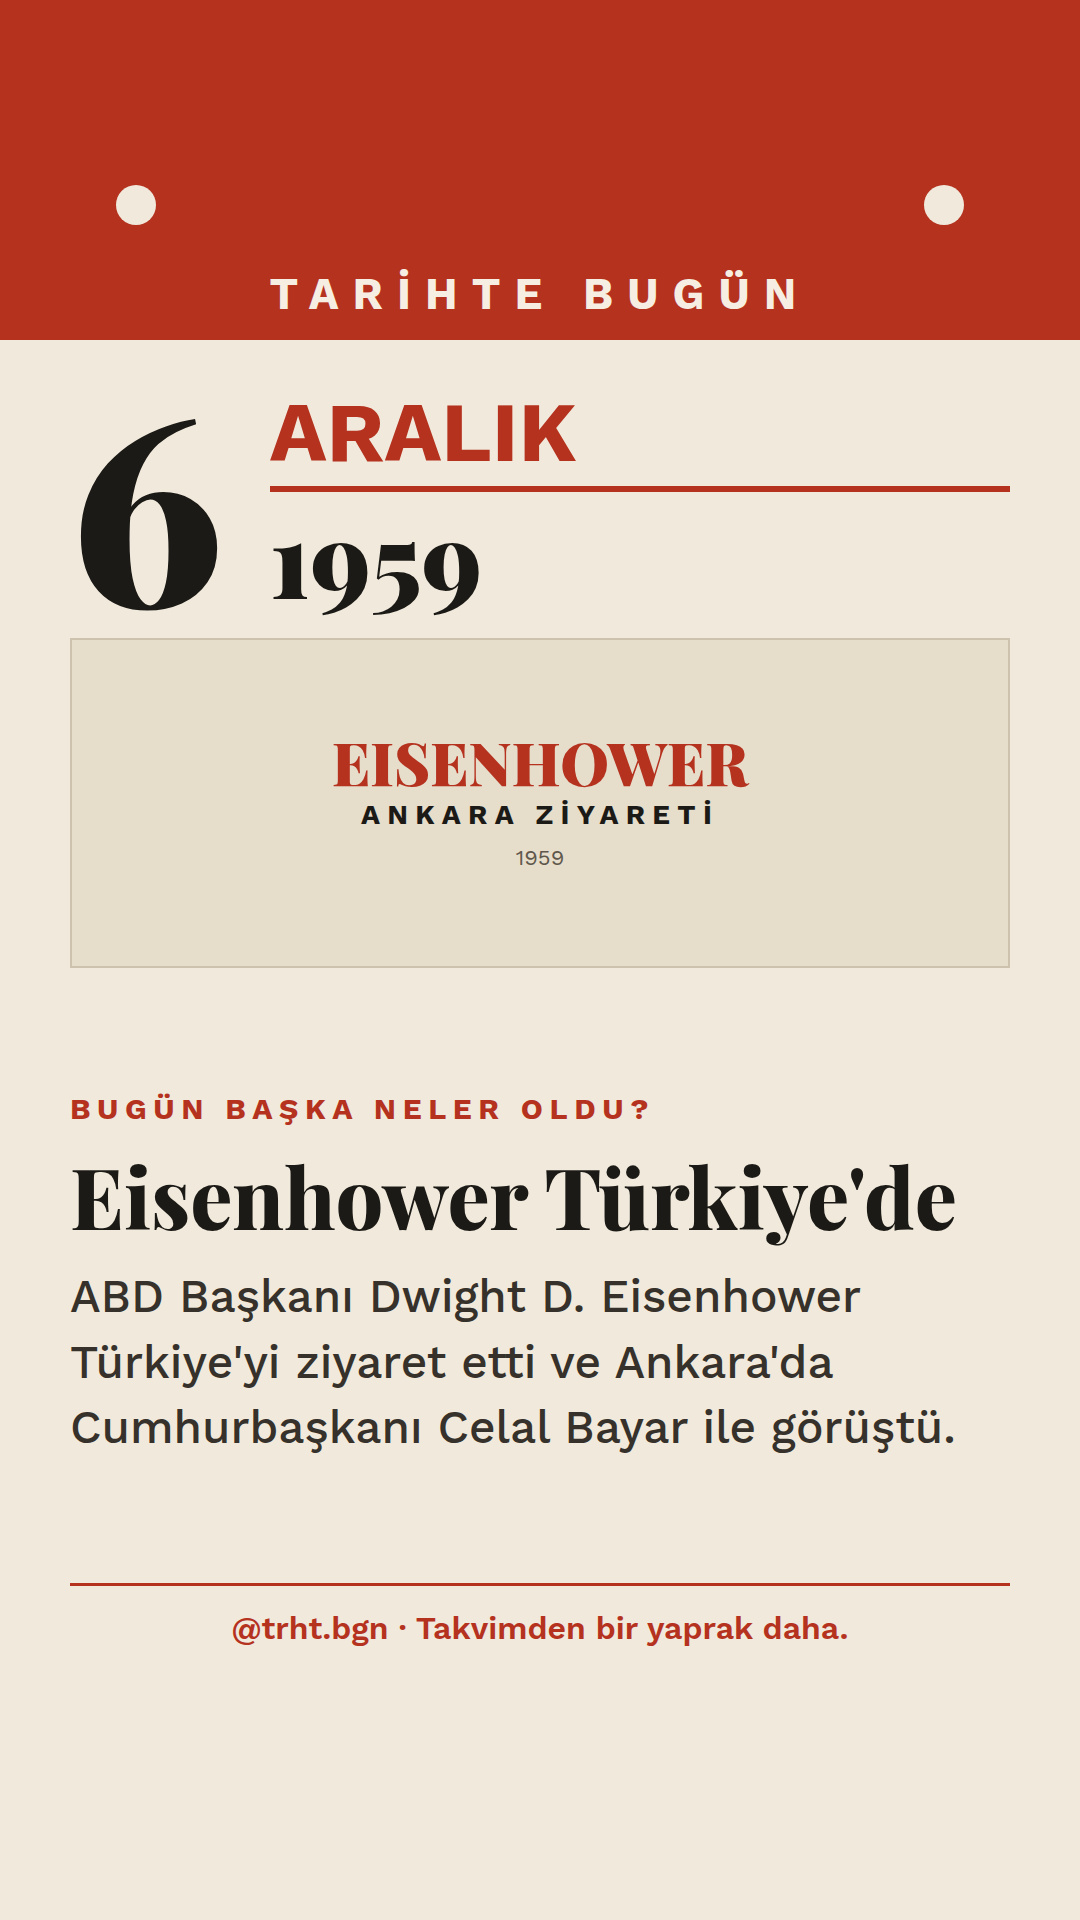 TARİHTE BUGÜN
6
ARALIK
1959
EISENHOWER
ANKARA ZİYARETİ
1959
BUGÜN BAŞKA NELER OLDU?
Eisenhower Türkiye'de
ABD Başkanı Dwight D. Eisenhower
Türkiye'yi ziyaret etti ve Ankara'da
Cumhurbaşkanı Celal Bayar ile görüştü.
@trht.bgn · Takvimden bir yaprak daha.